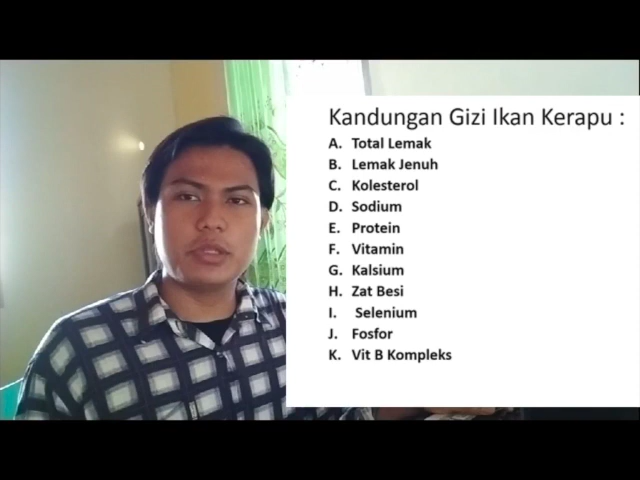 Kandungan Gizi Ikan Kerapu :
A. Total Lemak
B. Lemak Jenuh
C. Kolesterol
D. Sodium
E. Protein
F. Vitamin
G. Kalsium
H. Zat Besi
I. Selenium
J. Fosfor
K. Vit B Kompleks